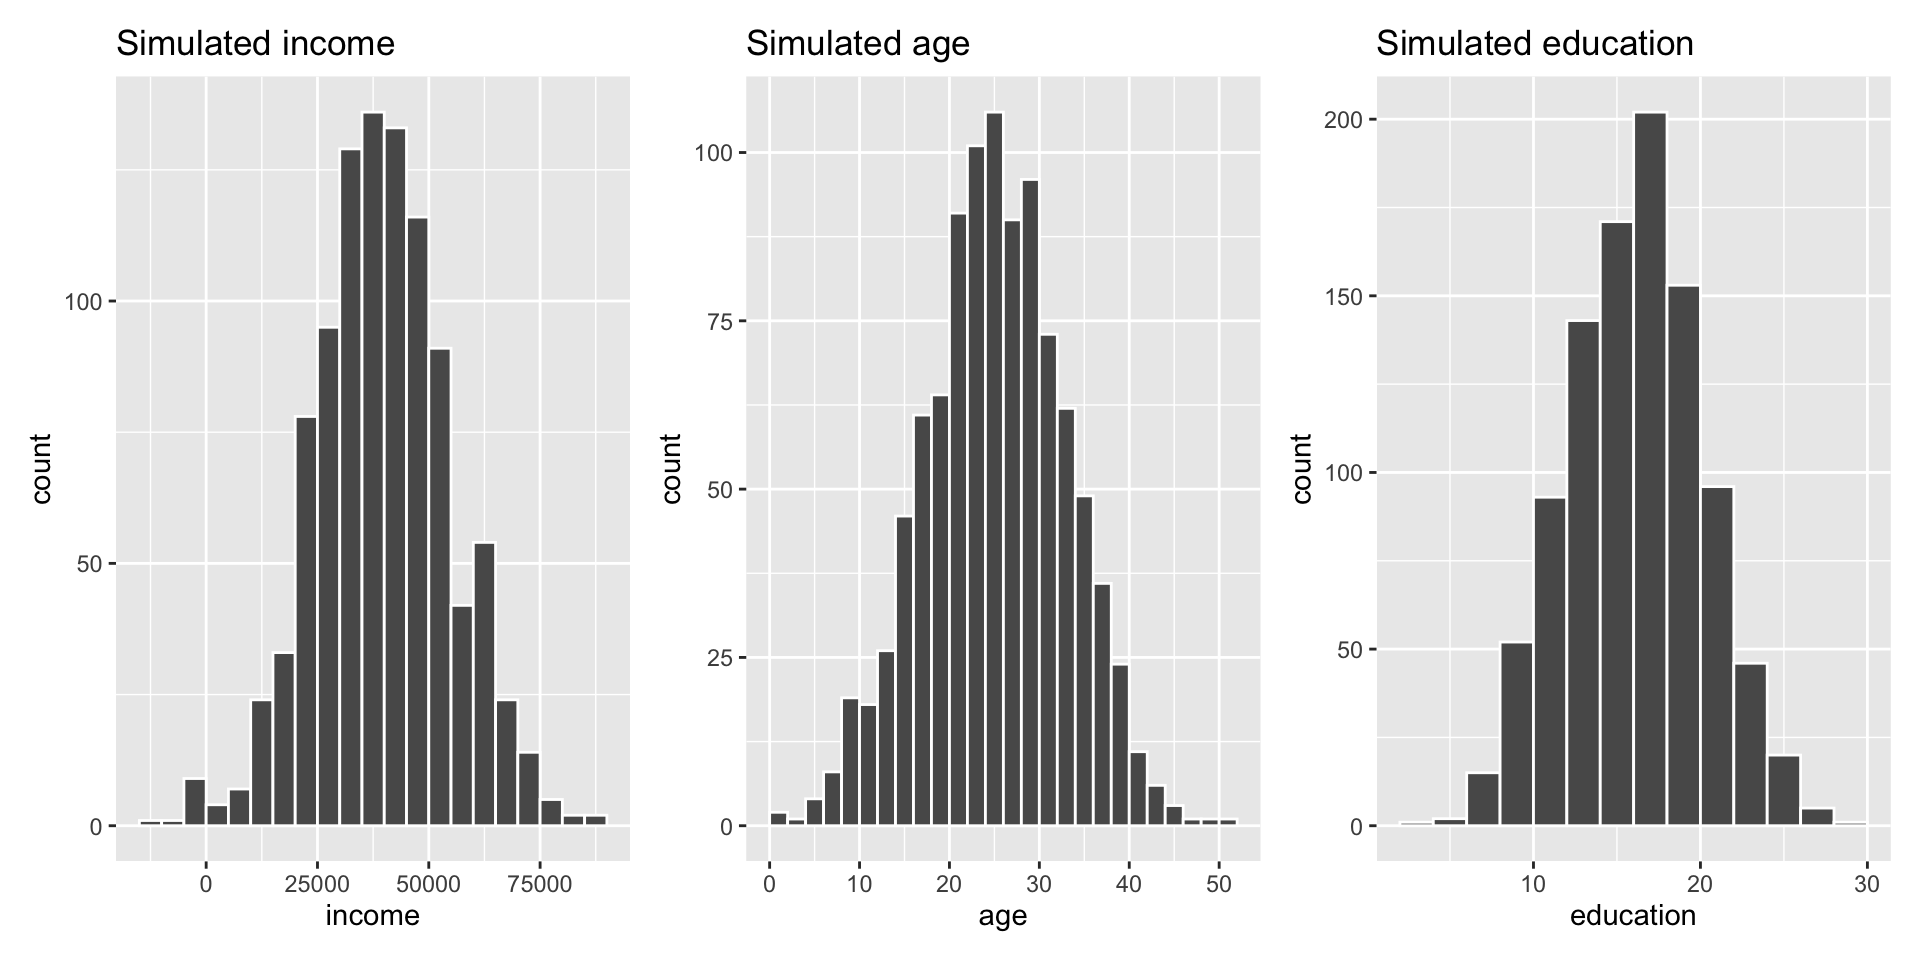 Simulated income
Simulated age
Simulated education
100
50
0
count
0 25000 50000 75000
income
100
75
50
25
0
count
0 10 20 30 40 50
age
200
150
100
50
0
count
10 20 30
education